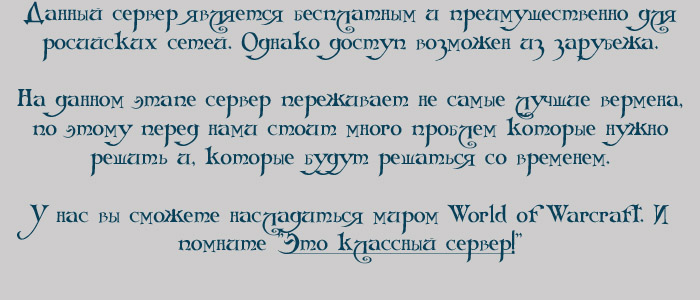 Данный сервер является бесплатным и преимущественно для
росийских сетей. Однако доступ возможен из зарубежа.
На данном этапе сервер переживает не самые лучшие вермена,
по этому перед нами стоит много проблем которые нужно
решить и, которые будут решаться со временем.
У нас вы сможете насладиться миром World of Warcraft. И
помните "Это классный сервер!"